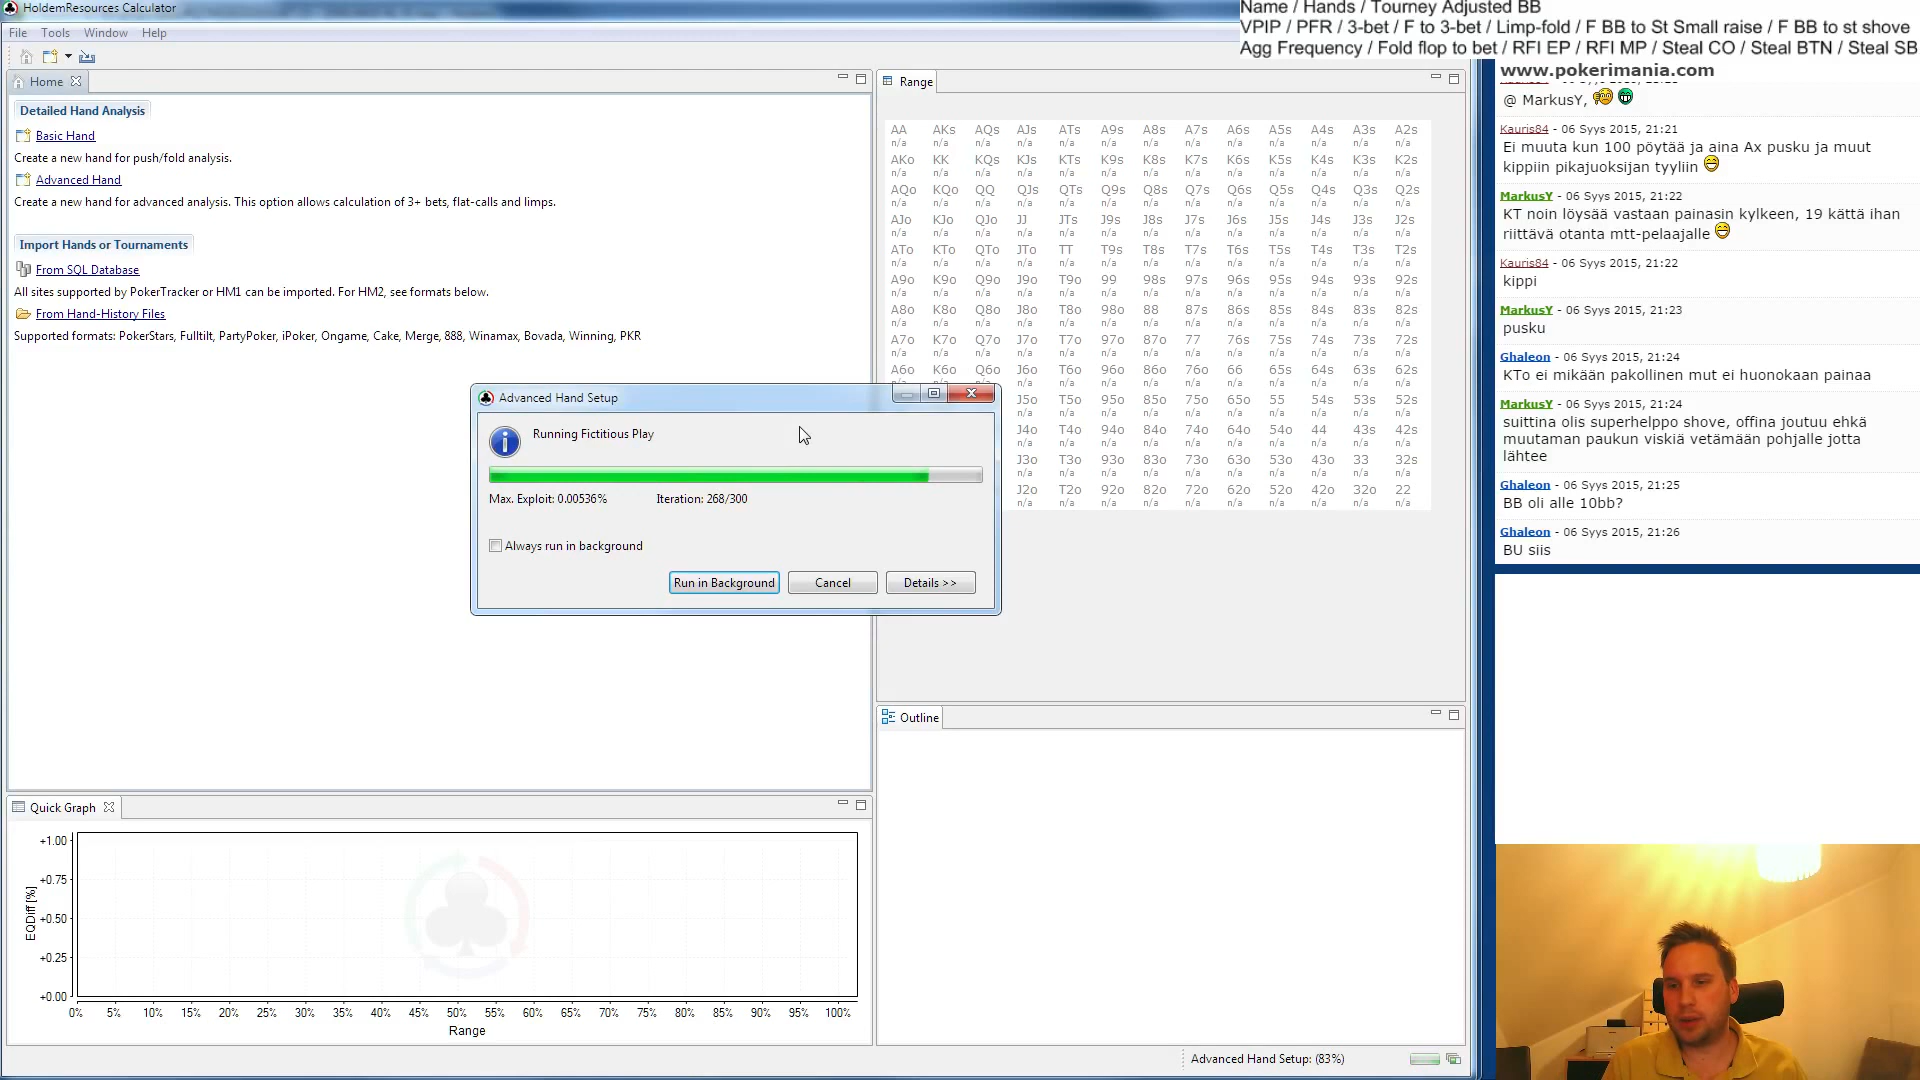 HoldemResources Calculator
File Tools Window Help
Name / Hands / Tourney Adjusted BB
VPIP / PFR / 3-bet / F to 3-bet / Limp-fold / F BB to St Small raise / F BB to st shove
Agg Frequency / Fold flop to bet / RFI EP / RFI MP / Steal CO / Steal BTN / Steal SB
www.pokerimania.com
Home
Detailed Hand Analysis
Basic Hand
Create a new hand for push/fold analysis.
Advanced Hand
Create a new hand for advanced analysis. This option allows calculation of 3+ bets, flat-calls and limps.
Import Hands or Tournaments
From SQL Database
All sites supported by PokerTracker or HM1 can be imported. For HM2, see formats below.
From Hand-History Files
Supported formats: PokerStars, Fulltilt, PartyPoker, iPoker, Ongame, Cake, Merge, 888, Winamax, Bovada, Winning, PKR
Range
AA AKs AQs AJs ATs A9s A8s A7s A6s A5s A4s A3s A2s
n/a n/a n/a n/a n/a n/a n/a n/a n/a n/a n/a n/a n/a
AKo KK KQs KJs KTs K9s K8s K7s K6s K5s K4s K3s K2s
n/a n/a n/a n/a n/a n/a n/a n/a n/a n/a n/a n/a n/a
AQo KQo QQ QJs QTs Q9s Q8s Q7s Q6s Q5s Q4s Q3s Q2s
n/a n/a n/a n/a n/a n/a n/a n/a n/a n/a n/a n/a n/a
AJo KJo QJo JJ JTs J9s J8s J7s J6s J5s J4s J3s J2s
n/a n/a n/a n/a n/a n/a n/a n/a n/a n/a n/a n/a n/a
ATo KTo QTo JTo TT T9s T8s T7s T6s T5s T4s T3s T2s
n/a n/a n/a n/a n/a n/a n/a n/a n/a n/a n/a n/a n/a
A9o K9o Q9o J9o T9o 99 98s 97s 96s 95s 94s 93s 92s
n/a n/a n/a n/a n/a n/a n/a n/a n/a n/a n/a n/a n/a
A8o K8o Q8o J8o T8o 98o 88 87s 86s 85s 84s 83s 82s
n/a n/a n/a n/a n/a n/a n/a n/a n/a n/a n/a n/a n/a
A7o K7o Q7o J7o T7o 97o 87o 77 76s 75s 74s 73s 72s
n/a n/a n/a n/a n/a n/a n/a n/a n/a n/a n/a n/a n/a
A6o K6o Q6o J6o T6o 96o 86o 76o 66 65s 64s 63s 62s
n/a n/a n/a n/a n/a n/a n/a n/a n/a n/a
J5o T5o 95o 85o 75o 65o 55 54s 53s 52s
n/a n/a n/a n/a n/a n/a n/a n/a n/a n/a
J4o T4o 94o 84o 74o 64o 54o 44 43s 42s
n/a n/a n/a n/a n/a n/a n/a n/a n/a n/a
J3o T3o 93o 83o 73o 63o 53o 43o 33 32s
n/a n/a n/a n/a n/a n/a n/a n/a n/a n/a
J2o T2o 92o 82o 72o 62o 52o 42o 32o 22
n/a n/a n/a n/a n/a n/a n/a n/a n/a n/a
Advanced Hand Setup
Running Fictitious Play
Max. Exploit: 0.00536% Iteration: 268/300
Always run in background
Run in Background Cancel Details >>
Outline
Quick Graph
+1.00
+0.75
+0.50
+0.25
+0.00
EQDiff [%]
0% 5% 10% 15% 20% 25% 30% 35% 40% 45% 50% 55% 60% 65% 70% 75% 80% 85% 90% 95% 100%
Range
Advanced Hand Setup: (83%)
@ MarkusY,
Kauris84 - 06 Syys 2015, 21:21
Ei muuta kun 100 pöytää ja aina Ax pusku ja muut
kippiin pikajuoksijan tyyliin
MarkusY - 06 Syys 2015, 21:22
KT noin löysää vastaan painasin kylkeen, 19 kättä ihan
riittävä otanta mtt-pelaajalle
Kauris84 - 06 Syys 2015, 21:22
kippi
MarkusY - 06 Syys 2015, 21:23
pusku
Ghaleon - 06 Syys 2015, 21:24
KTo ei mikään pakollinen mut ei huonokaan painaa
MarkusY - 06 Syys 2015, 21:24
suittina olis superhelppo shove, offina joutuu ehkä
muutaman paukun viskiä vetämään pohjalle jotta
lähtee
Ghaleon - 06 Syys 2015, 21:25
BB oli alle 10bb?
Ghaleon - 06 Syys 2015, 21:26
BU siis